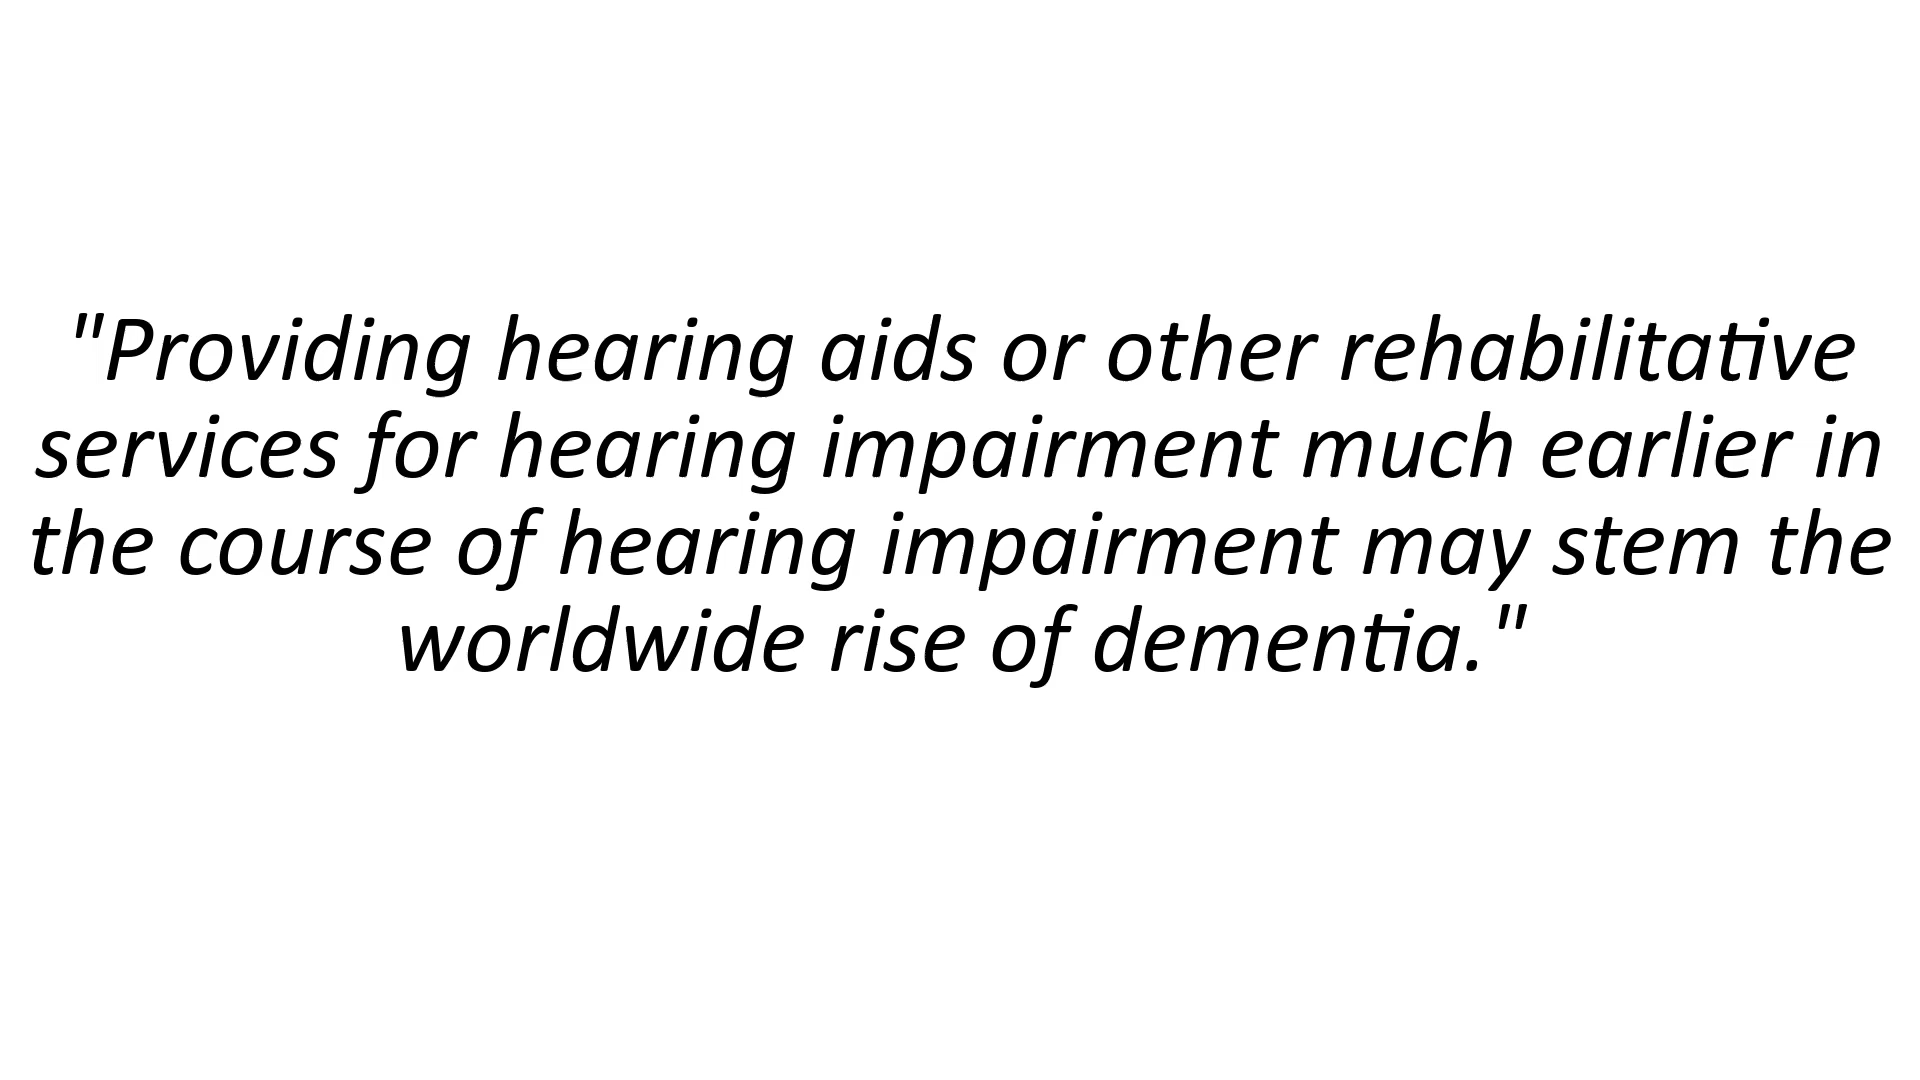 "Providing hearing aids or other rehabilitative
services for hearing impairment much earlier in
the course of hearing impairment may stem the
worldwide rise of dementia."